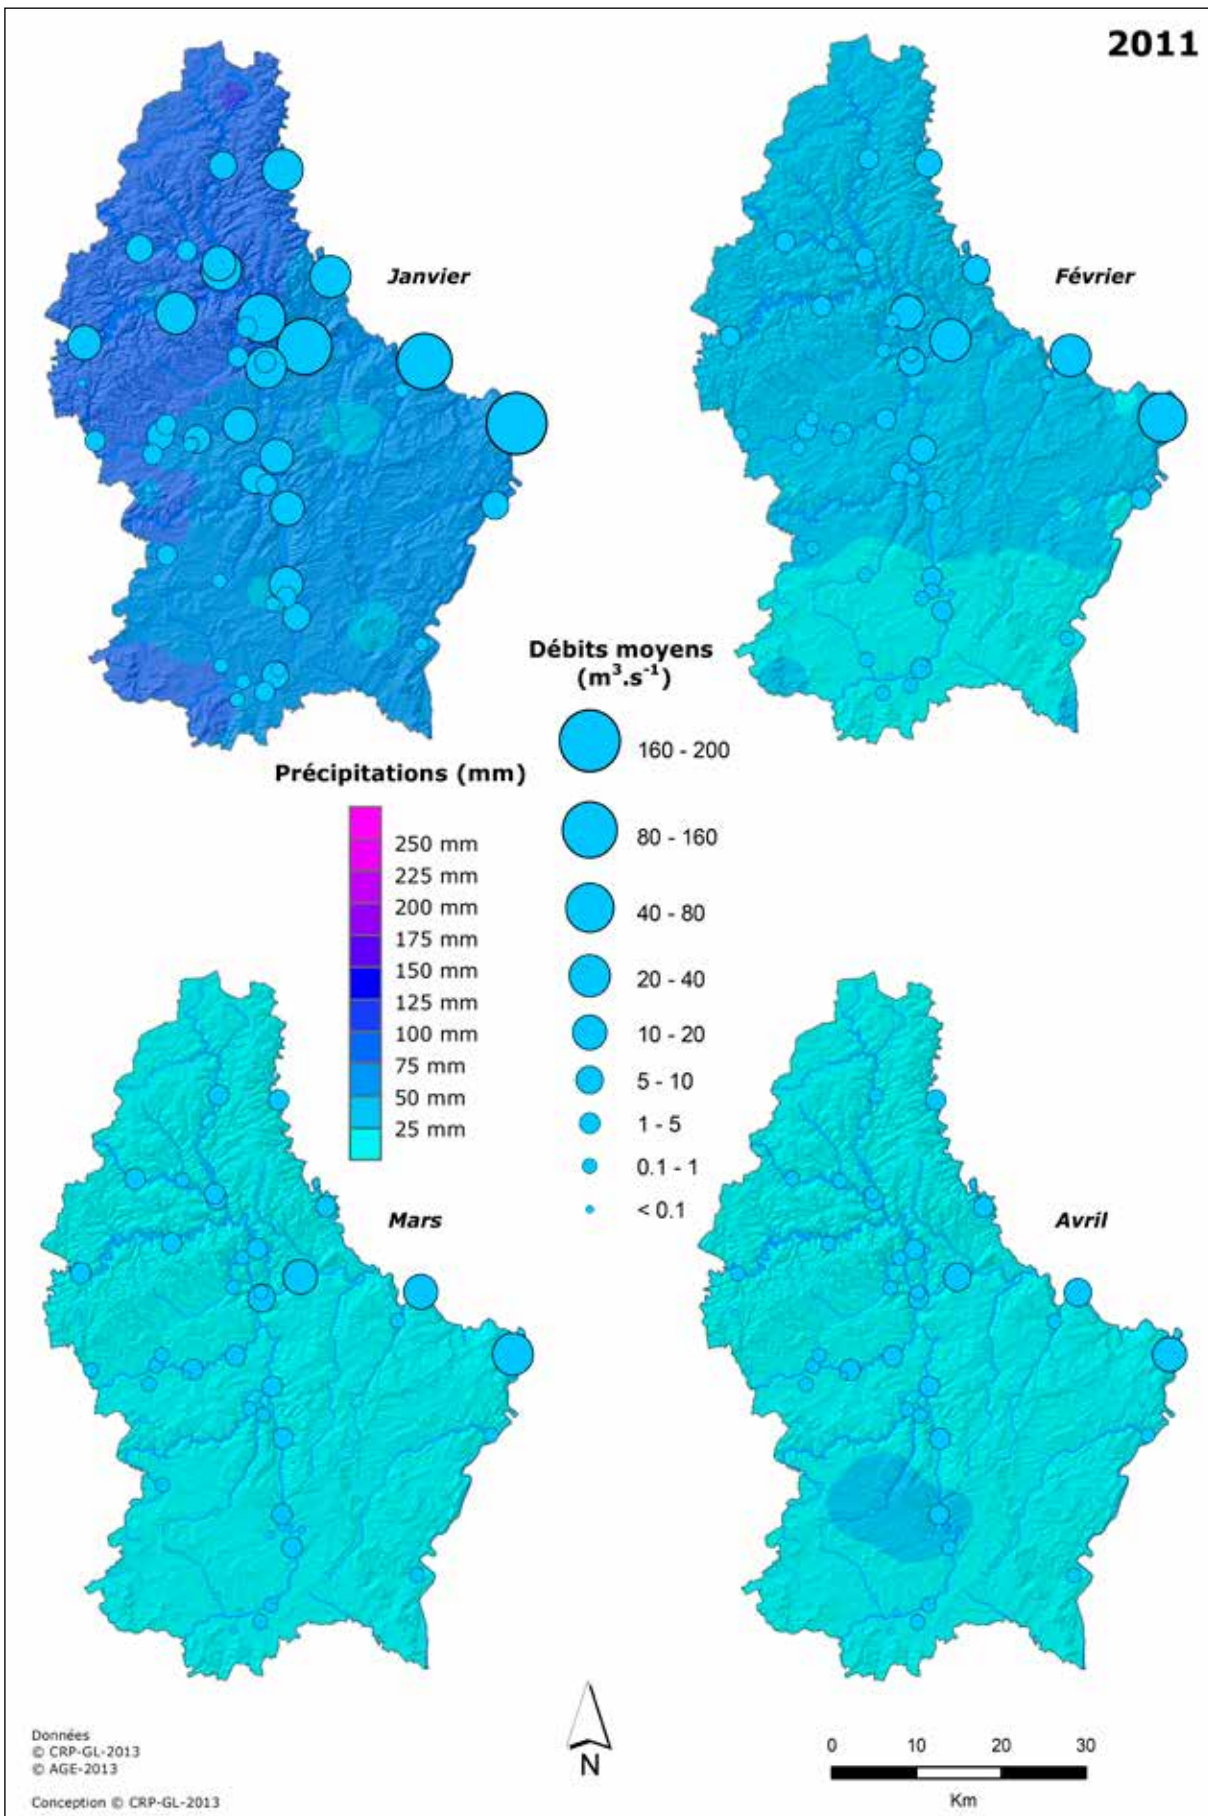 2011
Janvier
Février
Débits moyens
(m³.s⁻¹)
160 - 200
80 - 160
40 - 80
20 - 40
10 - 20
5 - 10
1 - 5
0.1 - 1
< 0.1
Précipitations (mm)
250 mm
225 mm
200 mm
175 mm
150 mm
125 mm
100 mm
75 mm
50 mm
25 mm
Mars
Avril
Données
© CRP-GL-2013
© AGE-2013
Conception © CRP-GL-2013
N
0 10 20 30
Km